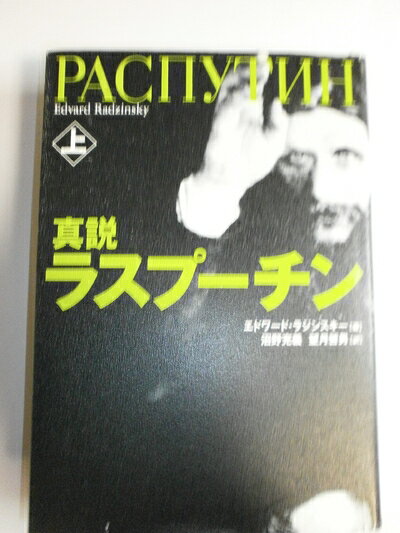 РАСПУТИН
Edvard Radzinsky
上
真説
ラスプーチン
エドワード・ラジンスキー[著]
沼野充義 望月哲男[訳]